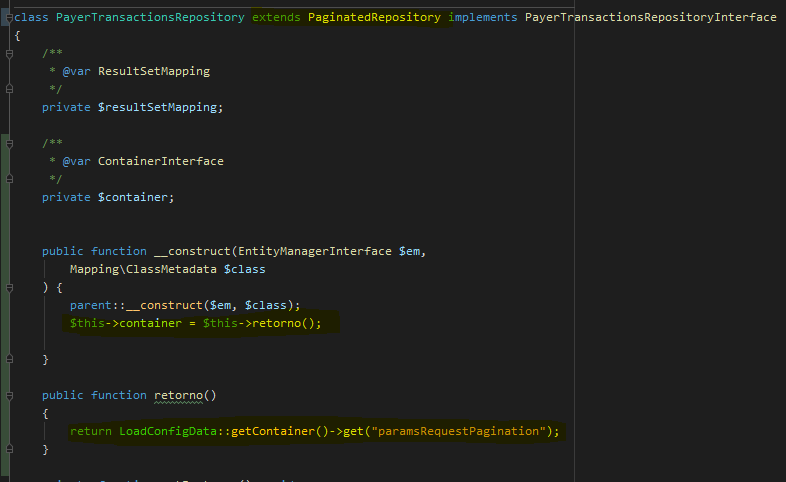 class PayerTransactionsRepository extends PaginatedRepository implements PayerTransactionsRepositoryInterface
{
/**
* @var ResultSetMapping
*/
private $resultSetMapping;
/**
* @var ContainerInterface
*/
private $container;
public function __construct(EntityManagerInterface $em,
Mapping\ClassMetadata $class
) {
parent::__construct($em, $class);
$this->container = $this->retorno();
}
public function retorno()
{
return LoadConfigData::getContainer()->get("paramsRequestPagination");
}